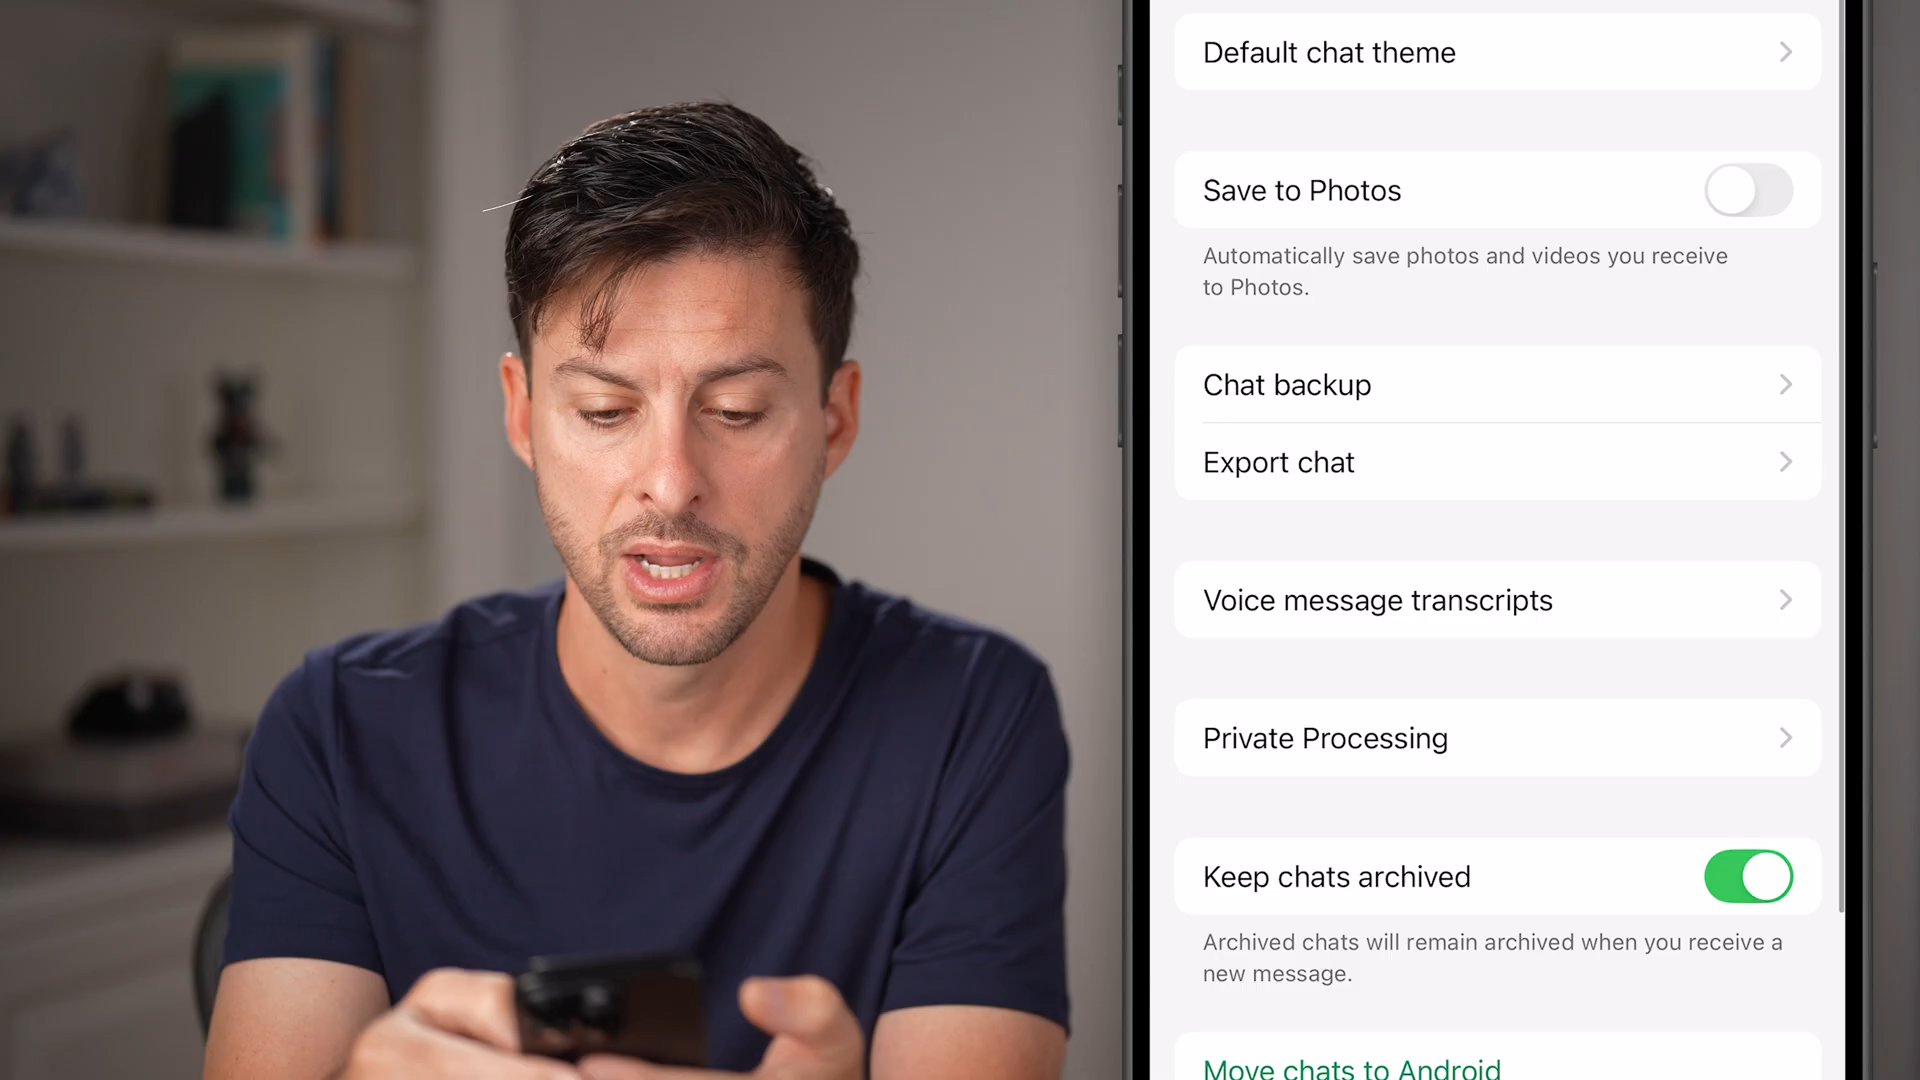 Default chat theme
Save to Photos
Automatically save photos and videos you receive
to Photos.
Chat backup
Export chat
Voice message transcripts
Private Processing
Keep chats archived
Archived chats will remain archived when you receive a
new message.
Move chats to Android